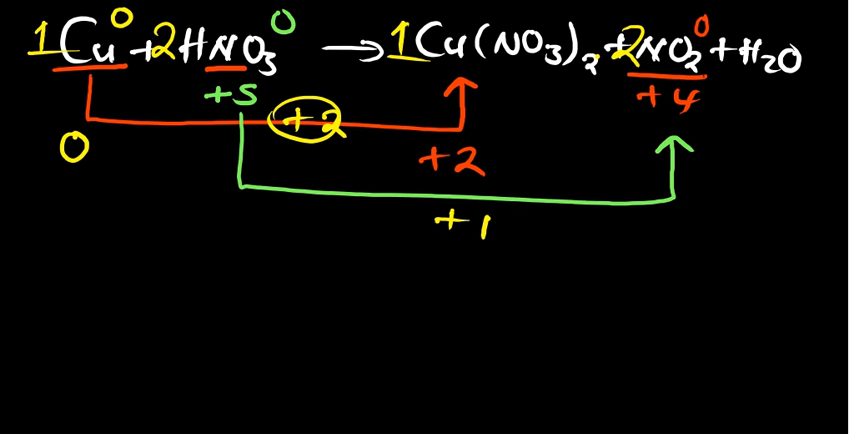 1Cu⁰ + 2HNO₃⁰ → 1Cu(NO₃)₂ + 2NO₂⁰ + H₂O
+5 +4
0 +2 +2
+1